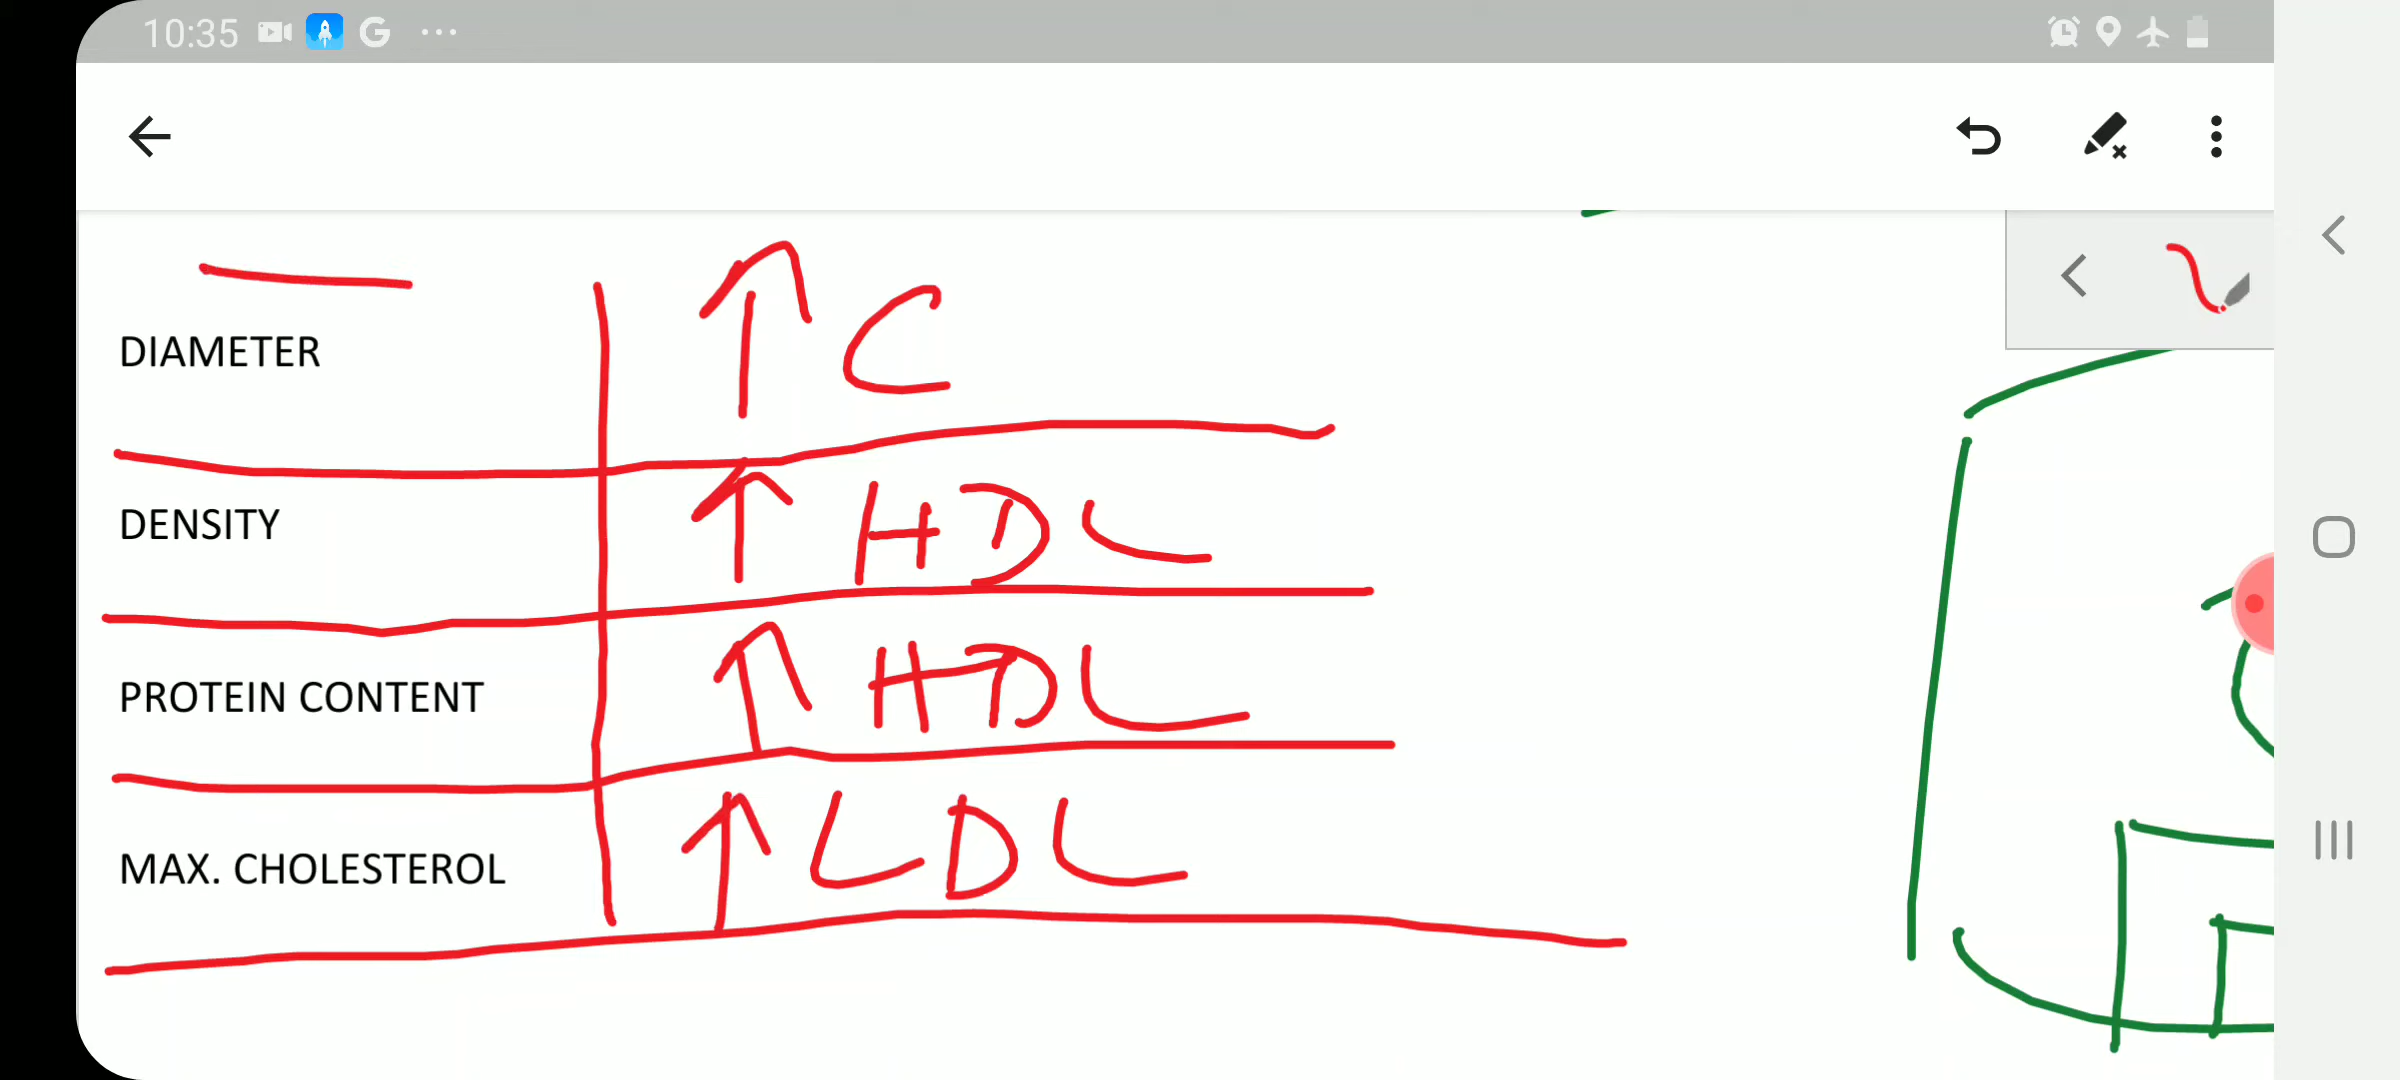 10:35
DIAMETER ↑ C
DENSITY ↑ HDL
PROTEIN CONTENT ↑ HDL
MAX. CHOLESTEROL ↑ LDL